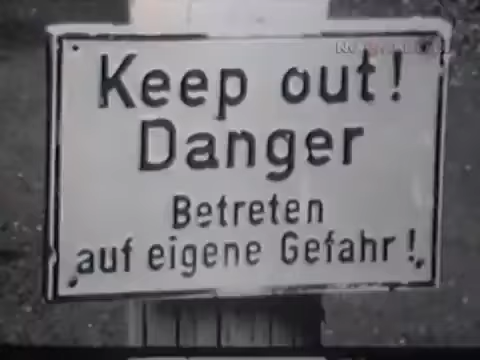 Keep out!
Danger
Betreten
auf eigene Gefahr!